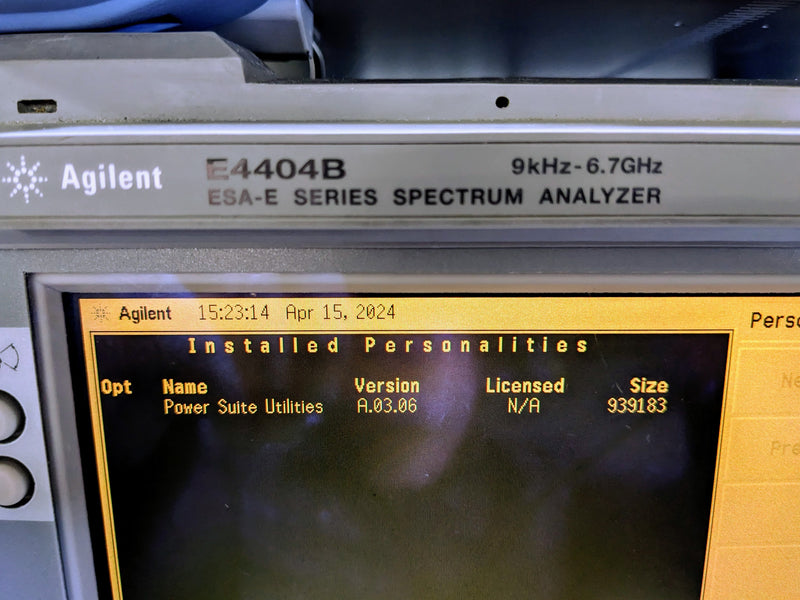 Agilent E4404B 9kHz-6.7GHz
ESA-E SERIES SPECTRUM ANALYZER
Agilent 15:23:14 Apr 15, 2024
Installed Personalities
Opt Name Version Licensed Size
Power Suite Utilities A.03.06 N/A 939183